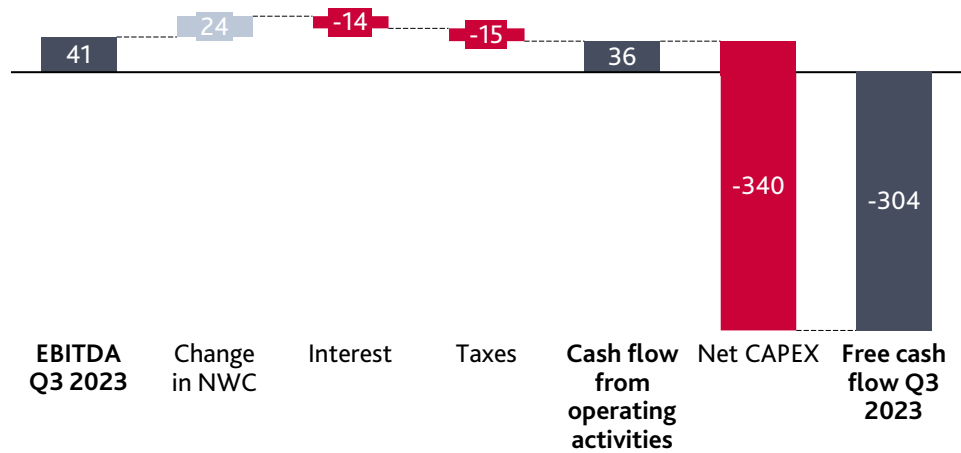 24
-14
-15
41
36
-340
-304
EBITDA
Q3 2023
Change
in NWC
Interest
Taxes
Cash flow
from
operating
activities
Net CAPEX
Free cash
flow Q3
2023